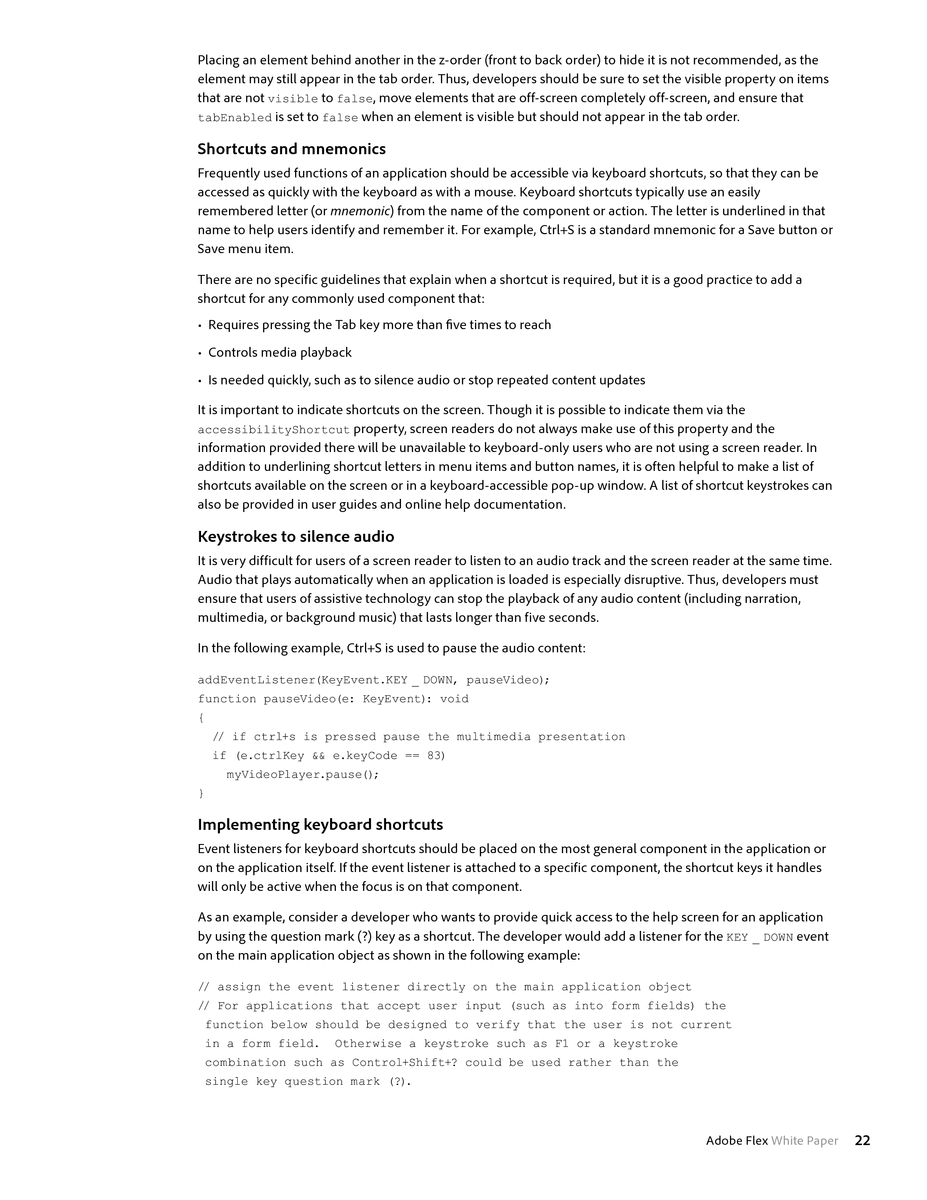 Placing an element behind another in the z-order (front to back order) to hide it is not recommended, as the
element may still appear in the tab order. Thus, developers should be sure to set the visible property on items
that are not visible to false, move elements that are off-screen completely off-screen, and ensure that
tabEnabled is set to false when an element is visible but should not appear in the tab order.
Shortcuts and mnemonics
Frequently used functions of an application should be accessible via keyboard shortcuts, so that they can be
accessed as quickly with the keyboard as with a mouse. Keyboard shortcuts typically use an easily
remembered letter (or mnemonic) from the name of the component or action. The letter is underlined in that
name to help users identify and remember it. For example, Ctrl+S is a standard mnemonic for a Save button or
Save menu item.
There are no specific guidelines that explain when a shortcut is required, but it is a good practice to add a
shortcut for any commonly used component that:
• Requires pressing the Tab key more than five times to reach
• Controls media playback
• Is needed quickly, such as to silence audio or stop repeated content updates
It is important to indicate shortcuts on the screen. Though it is possible to indicate them via the
accessibilityShortcut property, screen readers do not always make use of this property and the
information provided there will be unavailable to keyboard-only users who are not using a screen reader. In
addition to underlining shortcut letters in menu items and button names, it is often helpful to make a list of
shortcuts available on the screen or in a keyboard-accessible pop-up window. A list of shortcut keystrokes can
also be provided in user guides and online help documentation.
Keystrokes to silence audio
It is very difficult for users of a screen reader to listen to an audio track and the screen reader at the same time.
Audio that plays automatically when an application is loaded is especially disruptive. Thus, developers must
ensure that users of assistive technology can stop the playback of any audio content (including narration,
multimedia, or background music) that lasts longer than five seconds.
In the following example, Ctrl+S is used to pause the audio content:
addEventListener(KeyEvent.KEY _ DOWN, pauseVideo);
function pauseVideo(e: KeyEvent): void
{
// if ctrl+s is pressed pause the multimedia presentation
if (e.ctrlKey && e.keyCode == 83)
myVideoPlayer.pause();
}
Implementing keyboard shortcuts
Event listeners for keyboard shortcuts should be placed on the most general component in the application or
on the application itself. If the event listener is attached to a specific component, the shortcut keys it handles
will only be active when the focus is on that component.
As an example, consider a developer who wants to provide quick access to the help screen for an application
by using the question mark (?) key as a shortcut. The developer would add a listener for the KEY _ DOWN event
on the main application object as shown in the following example:
// assign the event listener directly on the main application object
// For applications that accept user input (such as into form fields) the
function below should be designed to verify that the user is not current
in a form field.  Otherwise a keystroke such as F1 or a keystroke
combination such as Control+Shift+? could be used rather than the
single key question mark (?).
Adobe Flex White Paper 22